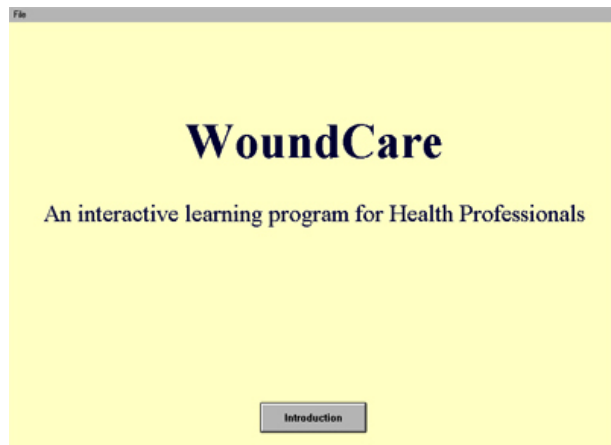 File
WoundCare
An interactive learning program for Health Professionals
Introduction